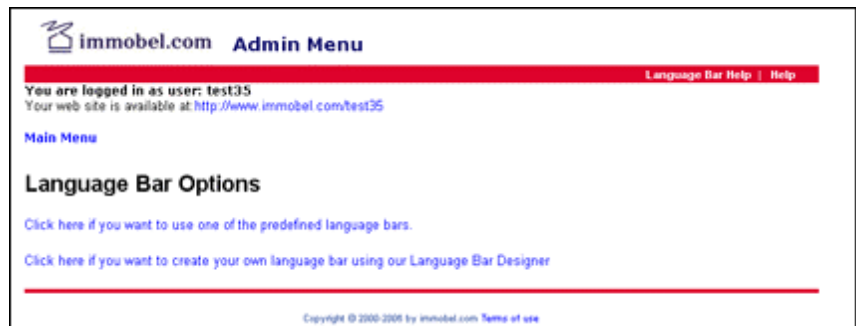 immobel.com Admin Menu
Language Bar Help | Help
You are logged in as user: test35
Your web site is available at:http://www.immobel.com/test35
Main Menu
Language Bar Options
Click here if you want to use one of the predefined language bars.
Click here if you want to create your own language bar using our Language Bar Designer
Copyright © 2000-2006 by immobel.com Terms of use